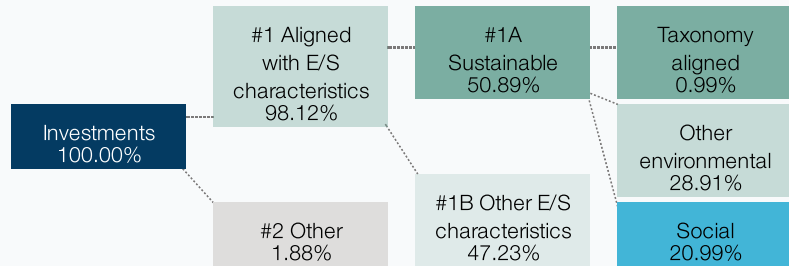 Investments
100.00%
#1 Aligned
with E/S
characteristics
98.12%
#2 Other
1.88%
#1A
Sustainable
50.89%
#1B Other E/S
characteristics
47.23%
Taxonomy
aligned
0.99%
Other
environmental
28.91%
Social
20.99%